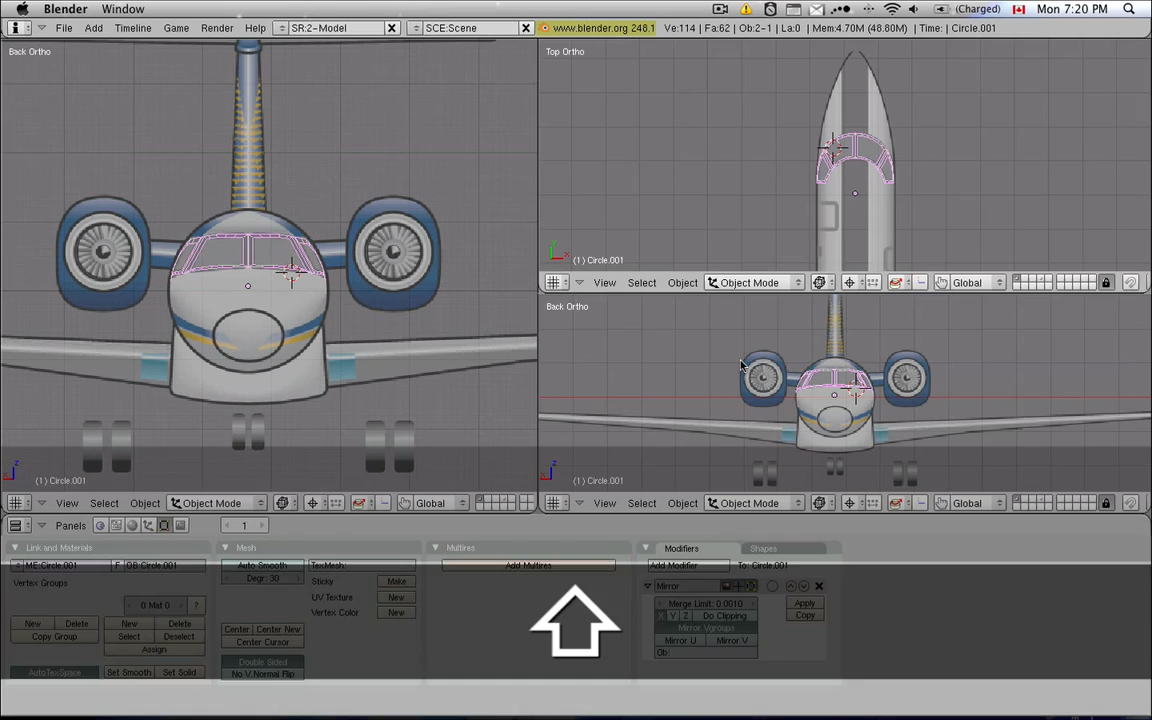 Blender Window (Charged) Mon 7:20 PM
File Add Timeline Game Render Help SR:2-Model SCE:Scene www.blender.org 248.1 Ve:114 | Fa:62 | Ob:2-1 | La:0 | Mem:4.70M (48.80M) | Time: | Circle.001
Back Ortho
Top Ortho
(1) Circle.001
View Select Object Object Mode Global
Back Ortho
(1) Circle.001
(1) Circle.001
View Select Object Object Mode Global
View Select Object Object Mode Global
Panels 1
Link and Materials
Mesh
Multires
Modifiers Shapes
ME:Circle.001 F OB:Circle.001
Auto Smooth TexMesh:
Add Multires
Add Modifier To: Circle.001
Vertex Groups
Degr: 30 Sticky Make
Mirror
UV Texture New
0 Mat 0 ?
Merge Limit: 0.0010 Apply
Vertex Color New
X Y Z Do Clipping Copy
New Delete New Delete
Mirror Vgroups
Copy Group Select Deselect
Center Center New
Mirror U Mirror V
Center Cursor
Assign
Ob:
Double Sided
AutoTexSpace Set Smooth Set Solid
No V.Normal Flip